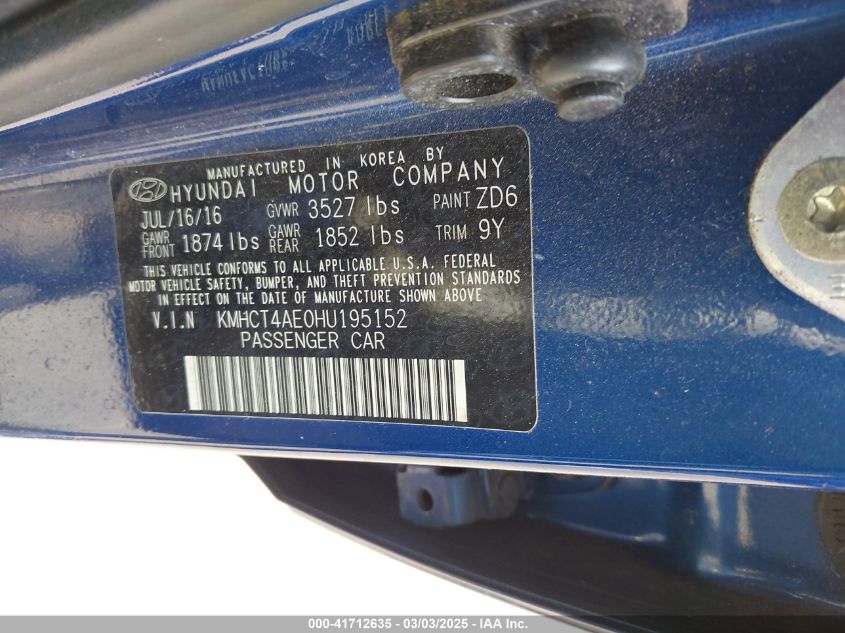 MANUFACTURED IN KOREA BY
HYUNDAI MOTOR COMPANY
JUL/16/16 GVWR 3527 lbs PAINT ZD6
GAWR FRONT 1874 lbs GAWR REAR 1852 lbs TRIM 9Y
THIS VEHICLE CONFORMS TO ALL APPLICABLE U.S.A. FEDERAL
MOTOR VEHICLE SAFETY, BUMPER, AND THEFT PREVENTION STANDARDS
IN EFFECT ON THE DATE OF MANUFACTURE SHOWN ABOVE
V.I.N KMHCT4AE0HU195152
PASSENGER CAR
000-41712635 - 03/03/2025 - IAA Inc.